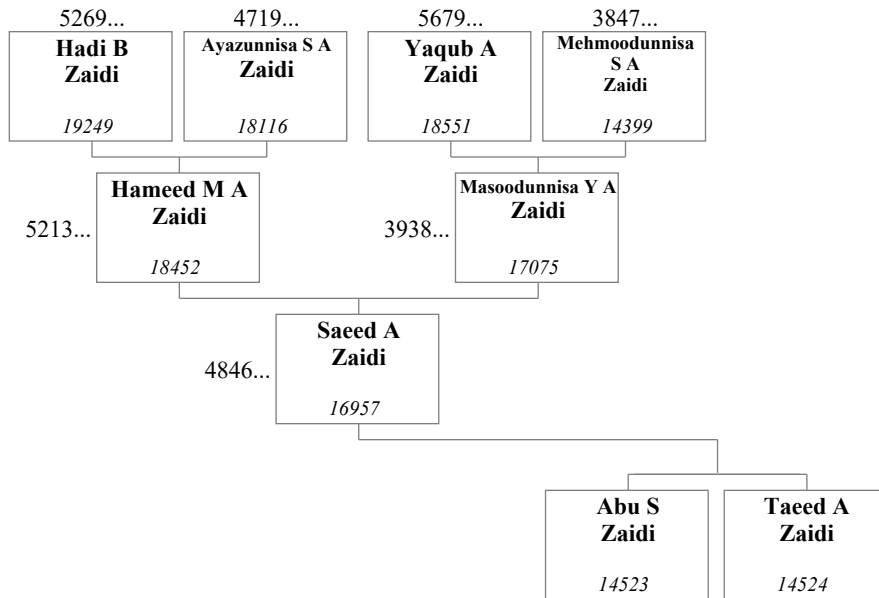 5269...
4719...
5679...
3847...
Hadi B
Zaidi
19249
Ayazunnisa S A
Zaidi
18116
Yaqub A
Zaidi
18551
Mehmoodunnisa
S A
Zaidi
14399
5213...
Hameed M A
Zaidi
18452
3938...
Masoodunnisa Y A
Zaidi
17075
4846...
Saeed A
Zaidi
16957
Abu S
Zaidi
14523
Taeed A
Zaidi
14524